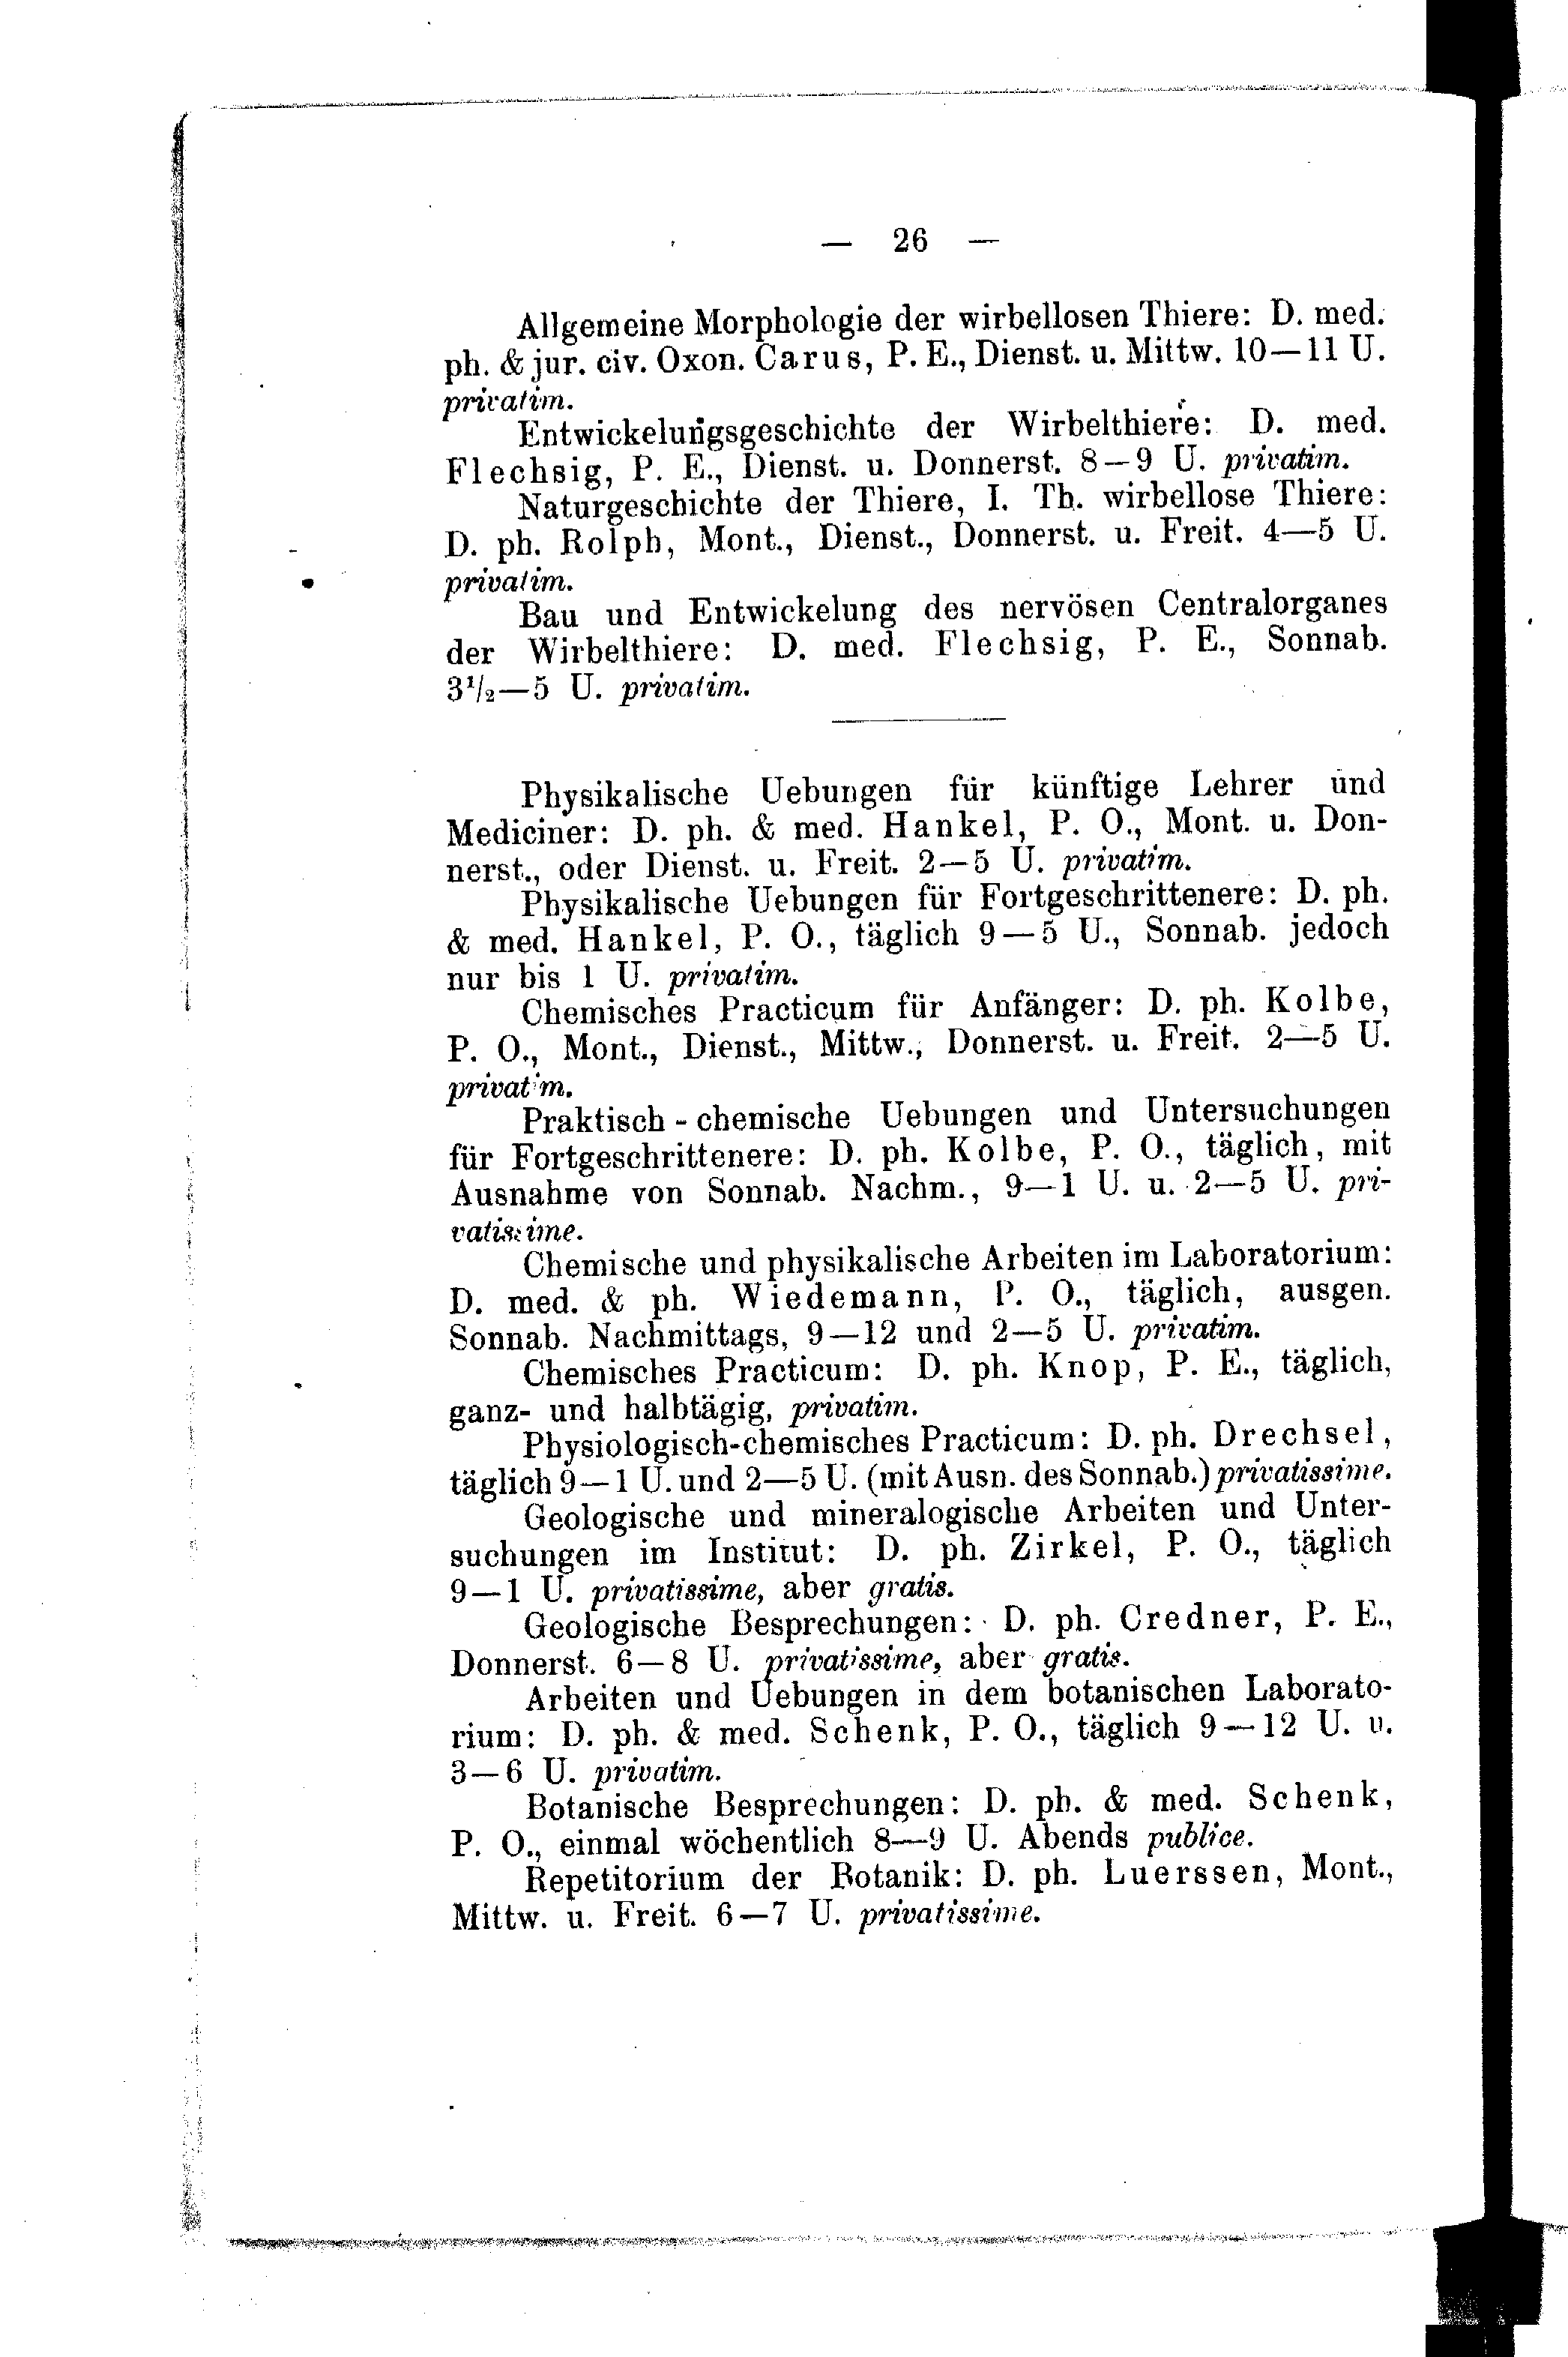 — 26 —
Allgemeine Morphologie der wirbellosen Thiere: D. med.
ph. & jur. civ. Oxon. Carus, P. E., Dienst. u. Mittw. 10—11 U.
privatim.
Entwickelungsgeschichte der Wirbelthiere: D. med.
Flechsig, P. E., Dienst. u. Donnerst. 8—9 U. privatim.
Naturgeschichte der Thiere, I. Th. wirbellose Thiere:
D. ph. Rolph, Mont., Dienst., Donnerst. u. Freit. 4—5 U.
privatim.
Bau und Entwickelung des nervösen Centralorganes
der Wirbelthiere: D. med. Flechsig, P. E., Sonnab.
3½—5 U. privatim.
Physikalische Uebungen für künftige Lehrer und
Mediciner: D. ph. & med. Hankel, P. O., Mont. u. Don-
nerst., oder Dienst. u. Freit. 2—5 U. privatim.
Physikalische Uebungen für Fortgeschrittenere: D. ph.
& med. Hankel, P. O., täglich 9—5 U., Sonnab. jedoch
nur bis 1 U. privatim.
Chemisches Practicum für Anfänger: D. ph. Kolbe,
P. O., Mont., Dienst., Mittw., Donnerst. u. Freit. 2—5 U.
privatim.
Praktisch-chemische Uebungen und Untersuchungen
für Fortgeschrittenere: D. ph. Kolbe, P. O., täglich, mit
Ausnahme von Sonnab. Nachm., 9—1 U. u. 2—5 U. pri-
vatissime.
Chemische und physikalische Arbeiten im Laboratorium:
D. med. & ph. Wiedemann, P. O., täglich, ausgen.
Sonnab. Nachmittags, 9—12 und 2—5 U. privatim.
Chemisches Practicum: D. ph. Knop, P. E., täglich,
ganz- und halbtägig, privatim.
Physiologisch-chemisches Practicum: D. ph. Drechsel,
täglich 9—1 U. und 2—5 U. (mit Ausn. des Sonnab.) privatissime.
Geologische und mineralogische Arbeiten und Unter-
suchungen im Institut: D. ph. Zirkel, P. O., täglich
9—1 U. privatissime, aber gratis.
Geologische Besprechungen: D. ph. Credner, P. E.,
Donnerst. 6—8 U. privatissime, aber gratis.
Arbeiten und Uebungen in dem botanischen Laborato-
rium: D. ph. & med. Schenk, P. O., täglich 9—12 U. u.
3—6 U. privatim.
Botanische Besprechungen: D. ph. & med. Schenk,
P. O., einmal wöchentlich 8—9 U. Abends publice.
Repetitorium der Botanik: D. ph. Luerssen, Mont.,
Mittw. u. Freit. 6—7 U. privatissime.